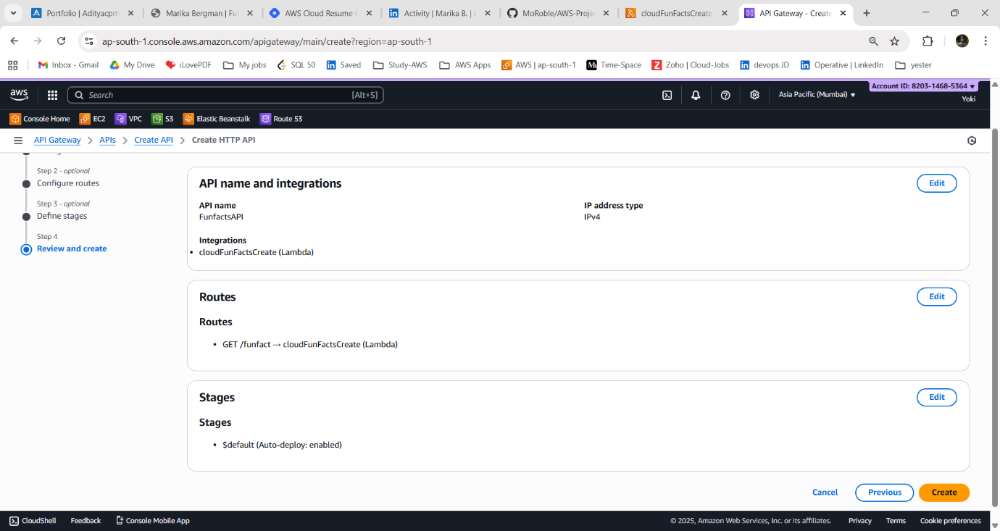 Portfolio | Adityacprt
Marika Bergman | Ful
AWS Cloud Resume C
Activity | Marika B. | L
MoRoble/AWS-Projec
cloudFunFactsCreate
API Gateway - Create
ap-south-1.console.aws.amazon.com/apigateway/main/create?region=ap-south-1
Inbox - Gmail
My Drive
iLovePDF
My jobs
SQL 50
Saved
Study-AWS
AWS Apps
AWS | ap-south-1
Time-Space
Zoho | Cloud-Jobs
devops JD
Operative | LinkedIn
yester
aws
Search
[Alt+S]
Asia Pacific (Mumbai)
Account ID: 8203-1468-5364
Yoki
Console Home
EC2
VPC
S3
Elastic Beanstalk
Route 53
API Gateway
APIs
Create API
Create HTTP API
Step 2 - optional
Configure routes
Step 3 - optional
Define stages
Step 4
Review and create
API name and integrations
Edit
API name
FunfactsAPI
IP address type
IPv4
Integrations
• cloudFunFactsCreate (Lambda)
Routes
Edit
Routes
• GET /funfact → cloudFunFactsCreate (Lambda)
Stages
Edit
Stages
• $default (Auto-deploy: enabled)
Cancel
Previous
Create
CloudShell
Feedback
Console Mobile App
© 2025, Amazon Web Services, Inc. or its affiliates.
Privacy
Terms
Cookie preferences